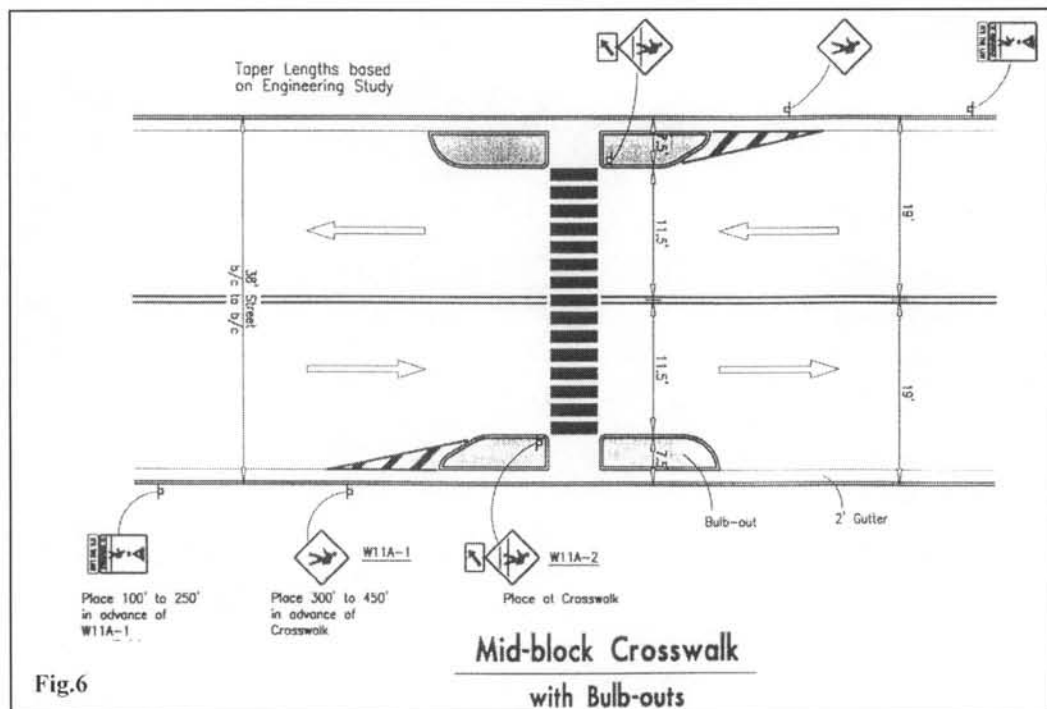 Taper Lengths based
on Engineering Study
7.5'
11.5'
19'
38' Street
b/c to b/c
11.5'
19'
7.5'
Bulb-out
2' Gutter
W11A-1
W11A-2
Place 100' to 250'
in advance of
W11A-1
Place 300' to 450'
in advance of
Crosswalk
Place at Crosswalk
Mid-block Crosswalk
with Bulb-outs
Fig.6